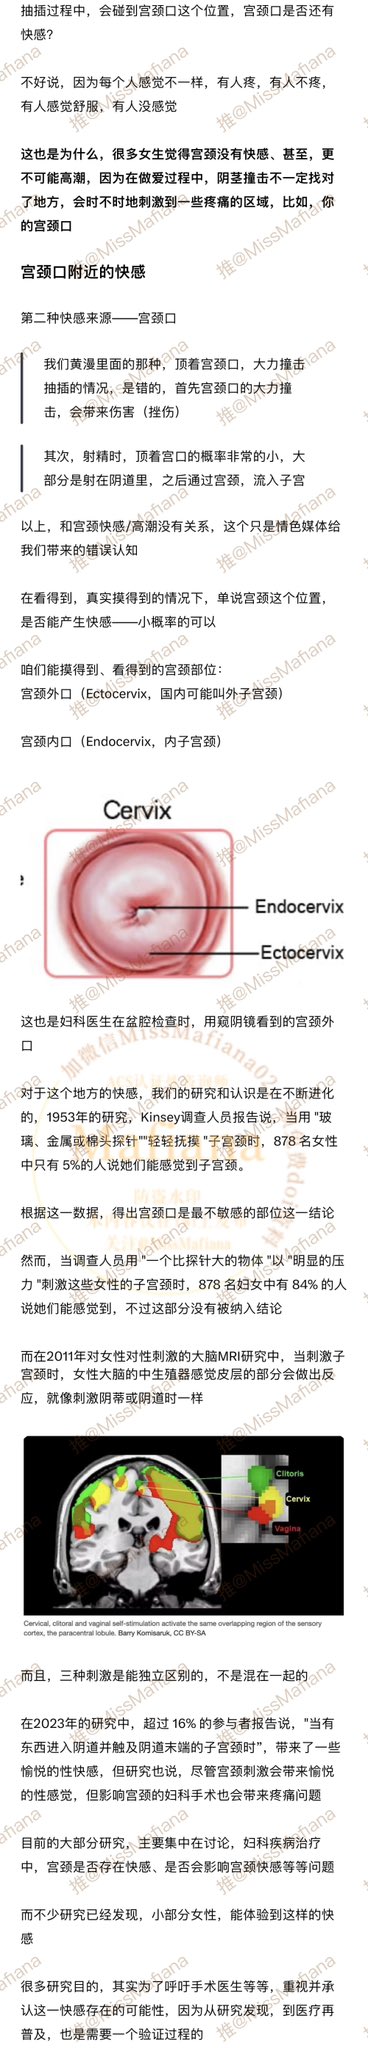 抽插过程中，会碰到宫颈口这个位置，宫颈口是否还有
快感？
不好说，因为每个人感觉不一样，有人疼，有人不疼，
有人感觉舒服，有人没感觉
这也是为什么，很多女生觉得宫颈没有快感、甚至，更
不可能高潮，因为在做爱过程中，阴茎撞击不一定找对
了地方，会时不时地刺激到一些疼痛的区域，比如，你
的宫颈口
宫颈口附近的快感
第二种快感来源——宫颈口
我们黄漫里面的那种，顶着宫颈口，大力撞击
抽插的情况，是错的，首先宫颈口的大力撞
击，会带来伤害（挫伤）
其次，射精时，顶着宫口的概率非常的小，大
部分是射在阴道里，之后通过宫颈，流入子宫
以上，和宫颈快感/高潮没有关系，这个只是情色媒体给
我们带来的错误认知
在看得到，真实摸得到的情况下，单说宫颈这个位置，
是否能产生快感——小概率的可以
咱们能摸得到、看得到的宫颈部位：
宫颈外口（Ectocervix，国内可能叫外子宫颈）
宫颈内口（Endocervix，内子宫颈）
Cervix
Endocervix
Ectocervix
这也是妇科医生在盆腔检查时，用窥阴镜看到的宫颈外
口
对于这个地方的快感，我们的研究和认识是在不断进化
的，1953年的研究，Kinsey调查人员报告说，当用 "玻
璃、金属或棉头探针""轻轻抚摸 "子宫颈时，878 名女性
中只有 5%的人说她们能感觉到子宫颈。
根据这一数据，得出宫颈口是最不敏感的部位这一结论
然而，当调查人员用 "一个比探针大的物体 "以 "明显的压
力 "刺激这些女性的子宫颈时，878 名妇女中有 84% 的人
说她们能感觉到，不过这部分没有被纳入结论
而在2011年对女性对性刺激的大脑MRI研究中，当刺激子
宫颈时，女性大脑的中生殖器感觉皮层的部分会做出反
应，就像刺激阴蒂或阴道时一样
Clitoris
Cervix
Vagina
Cervical, clitoral and vaginal self-stimulation activate the same overlapping region of the sensory
cortex, the paracentral lobule. Barry Komisaruk, CC BY-SA
而且，三种刺激是能独立区别的，不是混在一起的
在2023年的研究中，超过 16% 的参与者报告说，"当有
东西进入阴道并触及阴道末端的子宫颈时"，带来了一些
愉悦的性快感，但研究也说，尽管宫颈刺激会带来愉悦
的性感觉，但影响宫颈的妇科手术也会带来疼痛问题
目前的大部分研究，主要集中在讨论，妇科疾病治疗
中，宫颈是否存在快感、是否会影响宫颈快感等等问题
而不少研究已经发现，小部分女性，能体验到这样的快
感
很多研究目的，其实为了呼吁手术医生等等，重视并承
认这一快感存在的可能性，因为从研究发现，到医疗再
普及，也是需要一个验证过程的
推@MissMafiana
加微信MissMafiana02
Mafiana
防盗水印